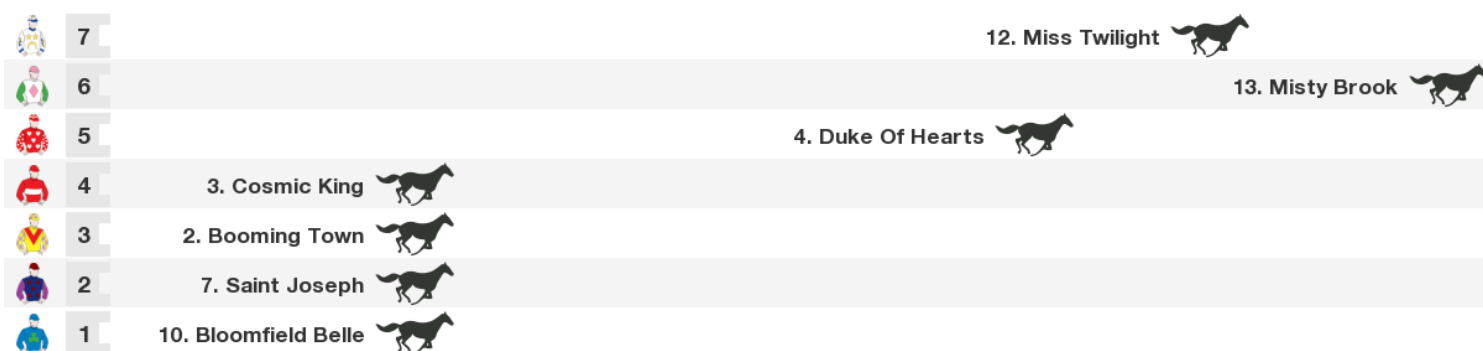 7 12. Miss Twilight
6 13. Misty Brook
5 4. Duke Of Hearts
4 3. Cosmic King
3 2. Booming Town
2 7. Saint Joseph
1 10. Bloomfield Belle